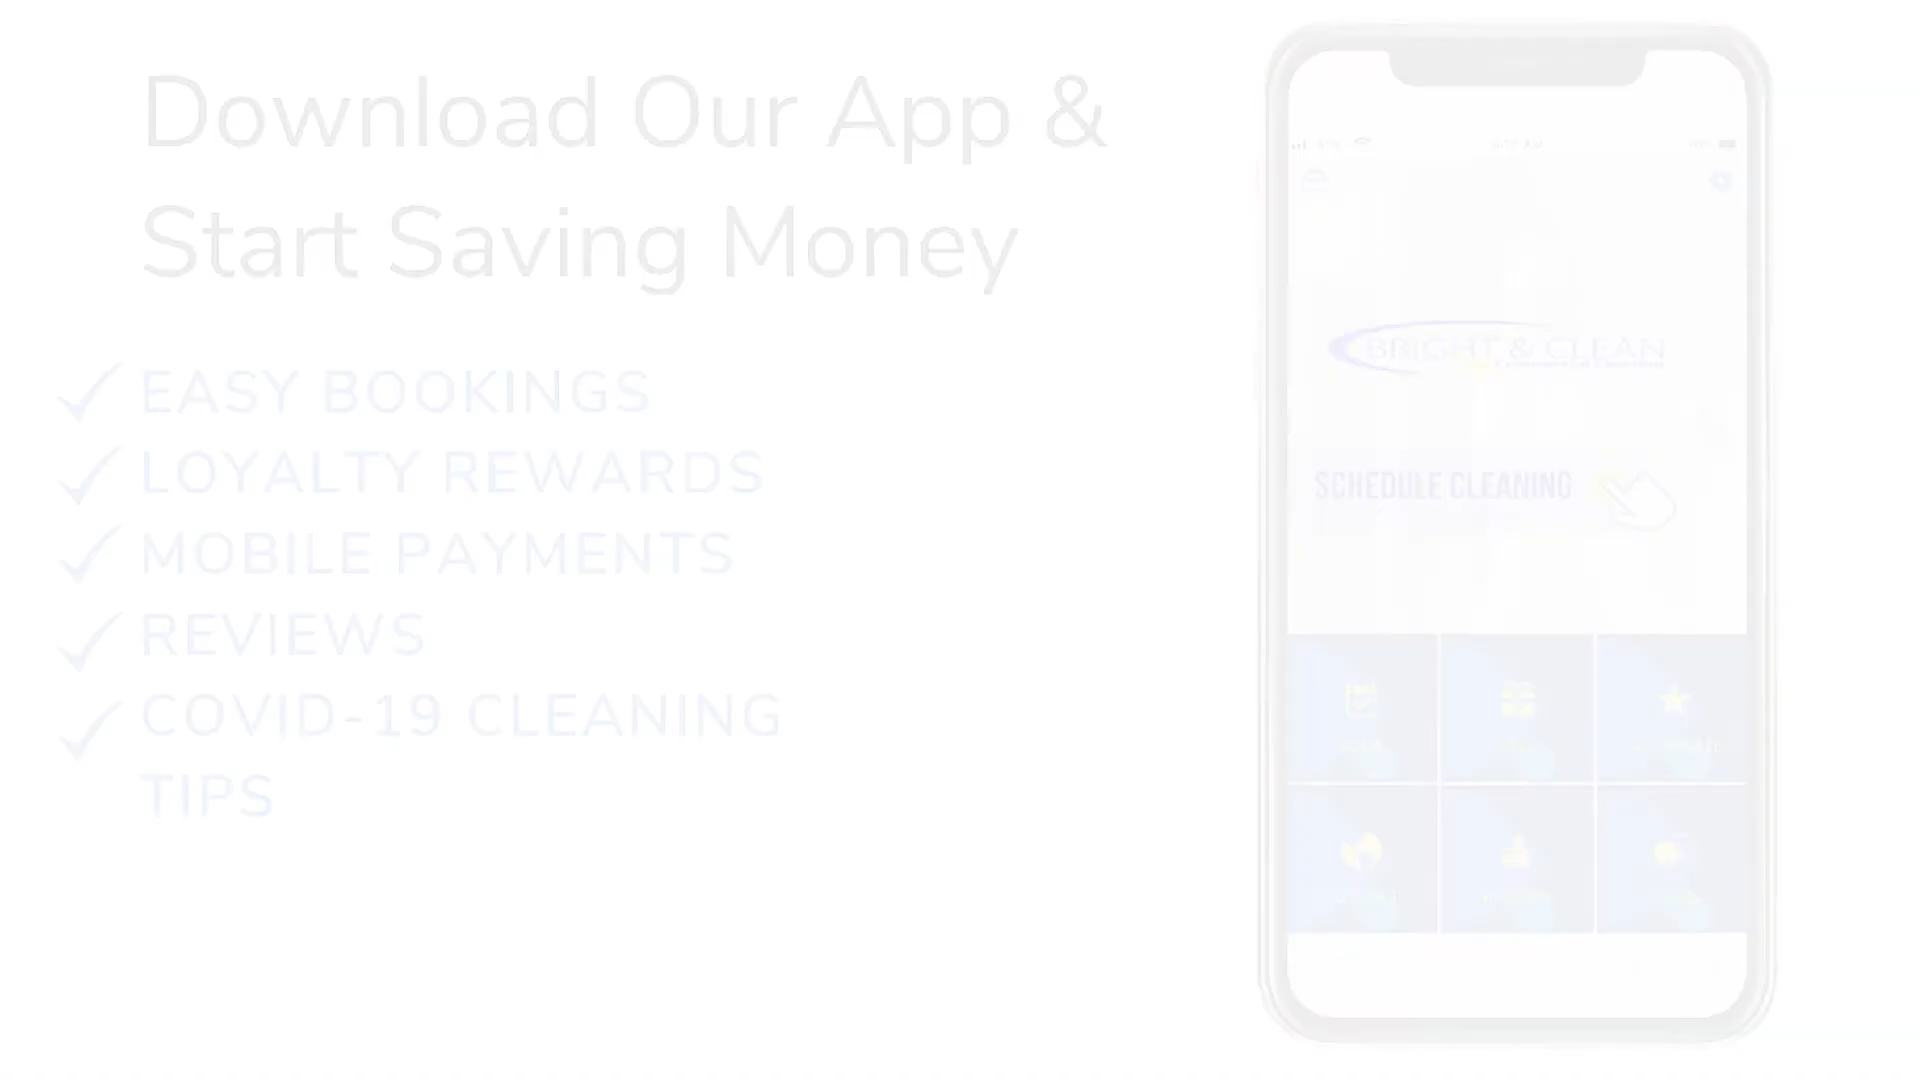 Download Our App &
Start Saving Money
EASY BOOKINGS
LOYALTY REWARDS
MOBILE PAYMENTS
REVIEWS
COVID-19 CLEANING
TIPS
BRIGHT & CLEAN
SCHEDULE CLEANING